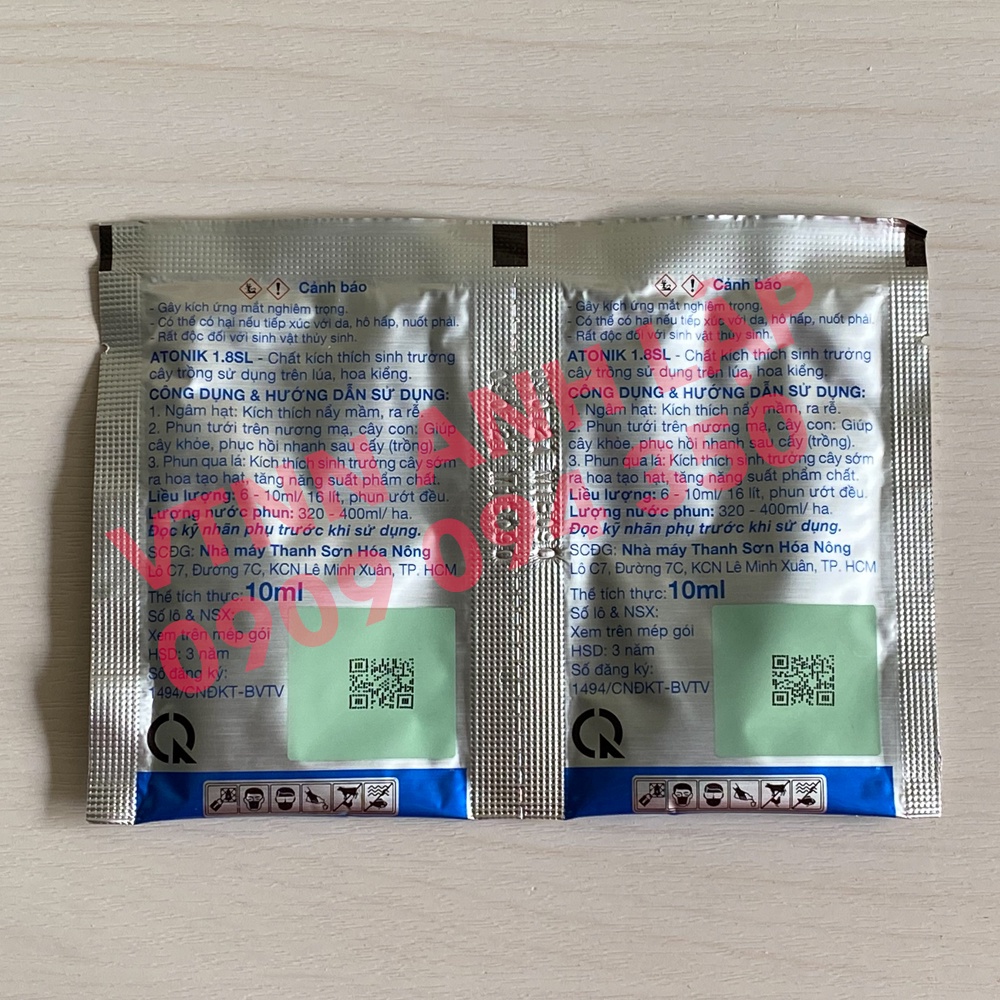 Cảnh báo
- Gây kích ứng mắt nghiêm trọng.
- Có thể có hại nếu tiếp xúc với da, hô hấp, nuốt phải.
- Rất độc đối với sinh vật thủy sinh.
ATONIK 1.8SL - Chất kích thích sinh trưởng
cây trồng sử dụng trên lúa, hoa kiểng.
CÔNG DỤNG & HƯỚNG DẪN SỬ DỤNG:
1. Ngâm hạt: Kích thích nẩy mầm, ra rễ.
2. Phun tưới trên nương mạ, cây con: Giúp
cây khỏe, phục hồi nhanh sau cấy (trồng).
3. Phun qua lá: Kích thích sinh trưởng cây sớm
ra hoa tạo hạt, tăng năng suất phẩm chất.
Liều lượng: 6 - 10ml/ 16 lít, phun ướt đều.
Lượng nước phun: 320 - 400ml/ ha.
Đọc kỹ nhãn phụ trước khi sử dụng.
SCĐG: Nhà máy Thanh Sơn Hóa Nông
Lô C7, Đường 7C, KCN Lê Minh Xuân, TP. HCM
Thể tích thực: 10ml
Số lô & NSX:
Xem trên mép gói
HSD: 3 năm
Số đăng ký:
1494/CNĐKT-BVTV
Cảnh báo
- Gây kích ứng mắt nghiêm trọng.
- Có thể có hại nếu tiếp xúc với da, hô hấp, nuốt phải.
- Rất độc đối với sinh vật thủy sinh.
ATONIK 1.8SL - Chất kích thích sinh trưởng
cây trồng sử dụng trên lúa, hoa kiểng.
CÔNG DỤNG & HƯỚNG DẪN SỬ DỤNG:
1. Ngâm hạt: Kích thích nẩy mầm, ra rễ.
2. Phun tưới trên nương mạ, cây con: Giúp
cây khỏe, phục hồi nhanh sau cấy (trồng).
3. Phun qua lá: Kích thích sinh trưởng cây sớm
ra hoa tạo hạt, tăng năng suất phẩm chất.
Liều lượng: 6 - 10ml/ 16 lít, phun ướt đều.
Lượng nước phun: 320 - 400ml/ ha.
Đọc kỹ nhãn phụ trước khi sử dụng.
SCĐG: Nhà máy Thanh Sơn Hóa Nông
Lô C7, Đường 7C, KCN Lê Minh Xuân, TP. HCM
Thể tích thực: 10ml
Số lô & NSX:
Xem trên mép gói
HSD: 3 năm
Số đăng ký:
1494/CNĐKT-BVTV
LẠP
0909